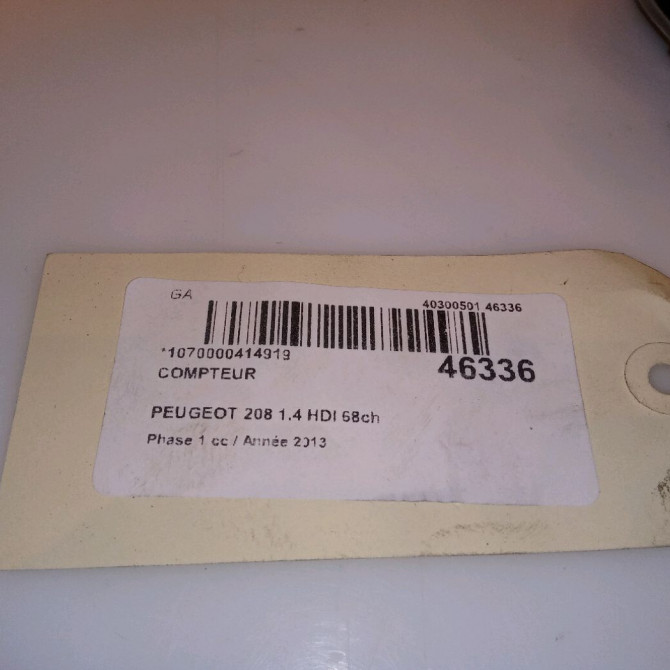 GA
40300501 46336
*1070000414919
46336
COMPTEUR
PEUGEOT 208 1.4 HDI 68ch
Phase 1 cc / Année 2013